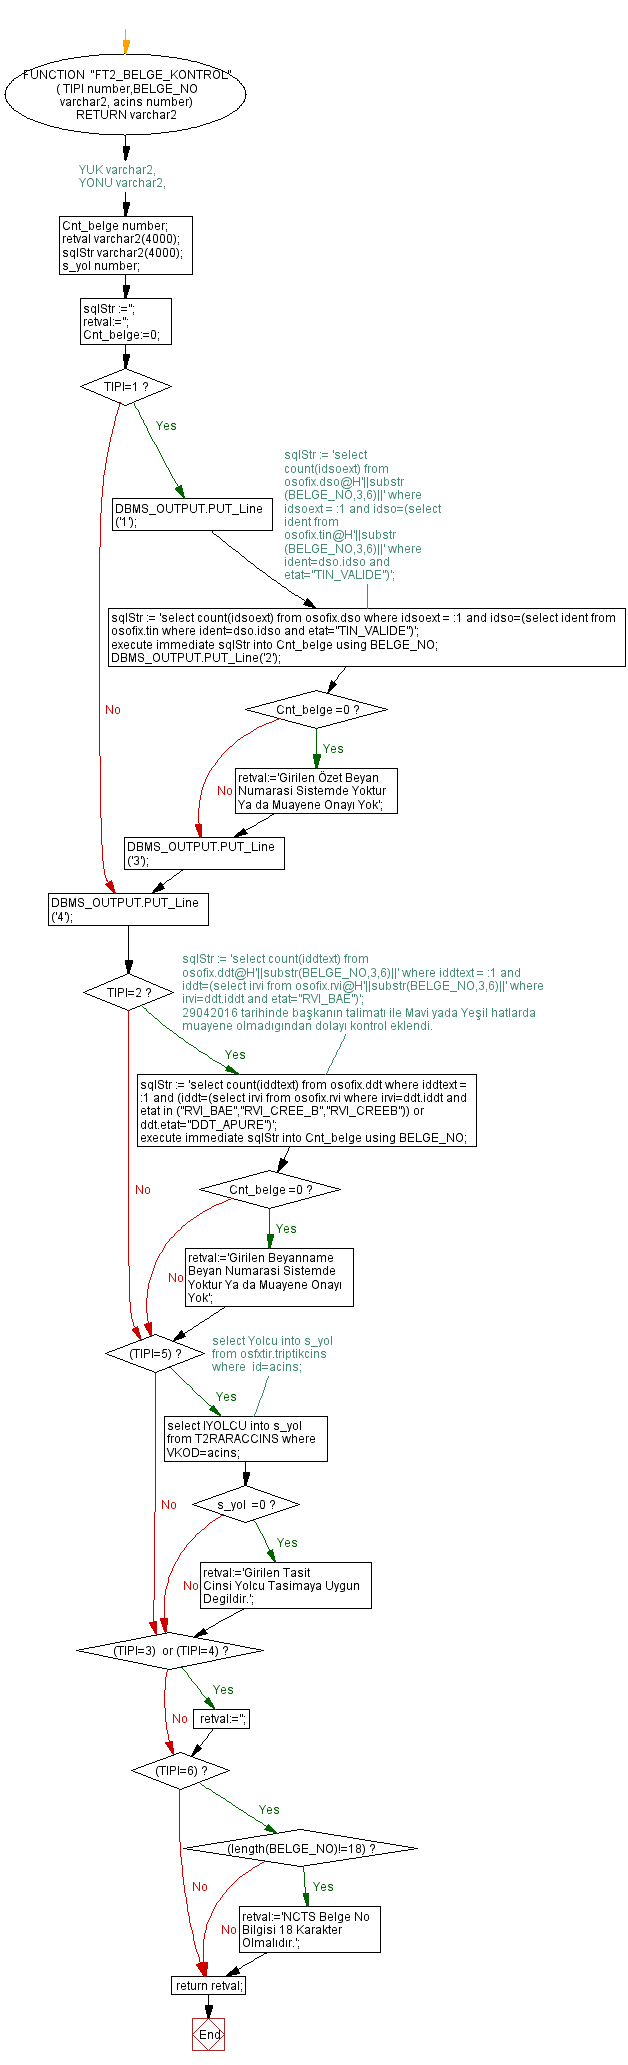 FUNCTION "FT2_BELGE_KONTROL"
( TIPI number,BELGE_NO
varchar2, acins number)
RETURN varchar2
YUK varchar2,
YONU varchar2,
Cnt_belge number;
retval varchar2(4000);
sqlStr varchar2(4000);
s_yol number;
sqlStr :='';
retval:='';
Cnt_belge:=0;
TIPI=1 ?
Yes
sqlStr := 'select
count(idsoext) from
osofix.dso@H'||substr
(BELGE_NO,3,6)||' where
idsoext = :1 and idso=(select
ident from
osofix.tin@H'||substr
(BELGE_NO,3,6)||' where
ident=dso.idso and
etat="TIN_VALIDE")';
DBMS_OUTPUT.PUT_Line
('1');
sqlStr := 'select count(idsoext) from osofix.dso where idsoext = :1 and idso=(select ident from
osofix.tin where ident=dso.idso and etat="TIN_VALIDE")';
execute immediate sqlStr into Cnt_belge using BELGE_NO;
DBMS_OUTPUT.PUT_Line('2');
No
Cnt_belge =0 ?
Yes
No
retval:='Girilen Özet Beyan
Numarasi Sistemde Yoktur
Ya da Muayene Onayı Yok';
DBMS_OUTPUT.PUT_Line
('3');
DBMS_OUTPUT.PUT_Line
('4');
TIPI=2 ?
sqlStr := 'select count(iddtext) from
osofix.ddt@H'||substr(BELGE_NO,3,6)||' where iddtext = :1 and
iddt=(select irvi from osofix.rvi@H'||substr(BELGE_NO,3,6)||' where
irvi=ddt.iddt and etat="RVI_BAE")';
29042016 tarihinde başkanın talimatı ile Mavi yada Yeşil hatlarda
muayene olmadıgından dolayı kontrol eklendi.
Yes
sqlStr := 'select count(iddtext) from osofix.ddt where iddtext =
:1 and (iddt=(select irvi from osofix.rvi where irvi=ddt.iddt and
etat in ("RVI_BAE","RVI_CREE_B","RVI_CREEB")) or
ddt.etat="DDT_APURE")';
execute immediate sqlStr into Cnt_belge using BELGE_NO;
No
Cnt_belge =0 ?
Yes
No
retval:='Girilen Beyanname
Beyan Numarasi Sistemde
Yoktur Ya da Muayene Onayı
Yok';
(TIPI=5) ?
select Yolcu into s_yol
from osfxtir.triptikcins
where  id=acins;
Yes
select IYOLCU into s_yol
from T2RARACCINS where
VKOD=acins;
No
s_yol  =0 ?
Yes
No
retval:='Girilen Tasit
Cinsi Yolcu Tasimaya Uygun
Degildir.';
(TIPI=3)  or (TIPI=4) ?
Yes
No
retval:='';
(TIPI=6) ?
Yes
(length(BELGE_NO)!=18) ?
No
Yes
No
retval:='NCTS Belge No
Bilgisi 18 Karakter
Olmalıdır.';
return retval;
End